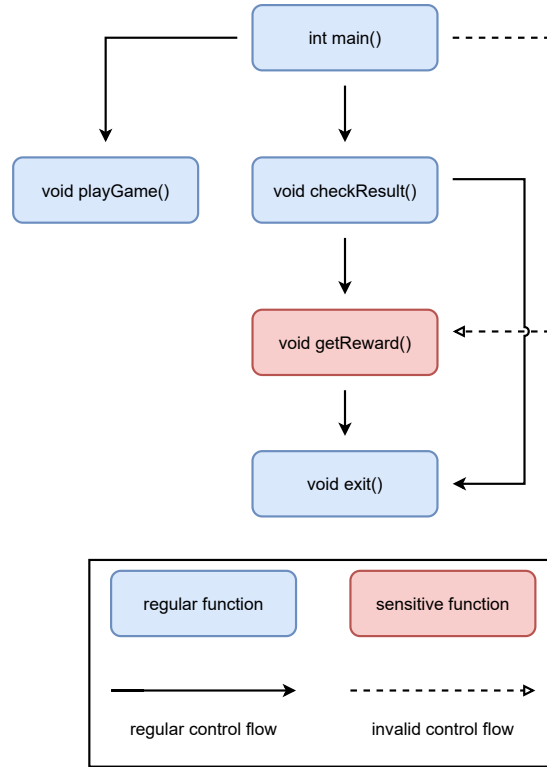 int main()
void playGame()
void checkResult()
void getReward()
void exit()
regular function
sensitive function
regular control flow
invalid control flow